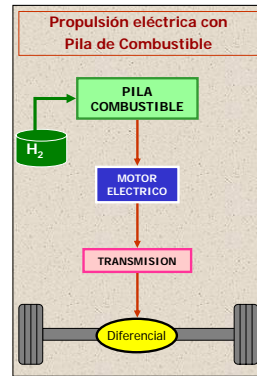 Propulsión eléctrica con
Pila de Combustible
PILA
COMBUSTIBLE
H₂
MOTOR
ELECTRICO
TRANSMISION
Diferencial